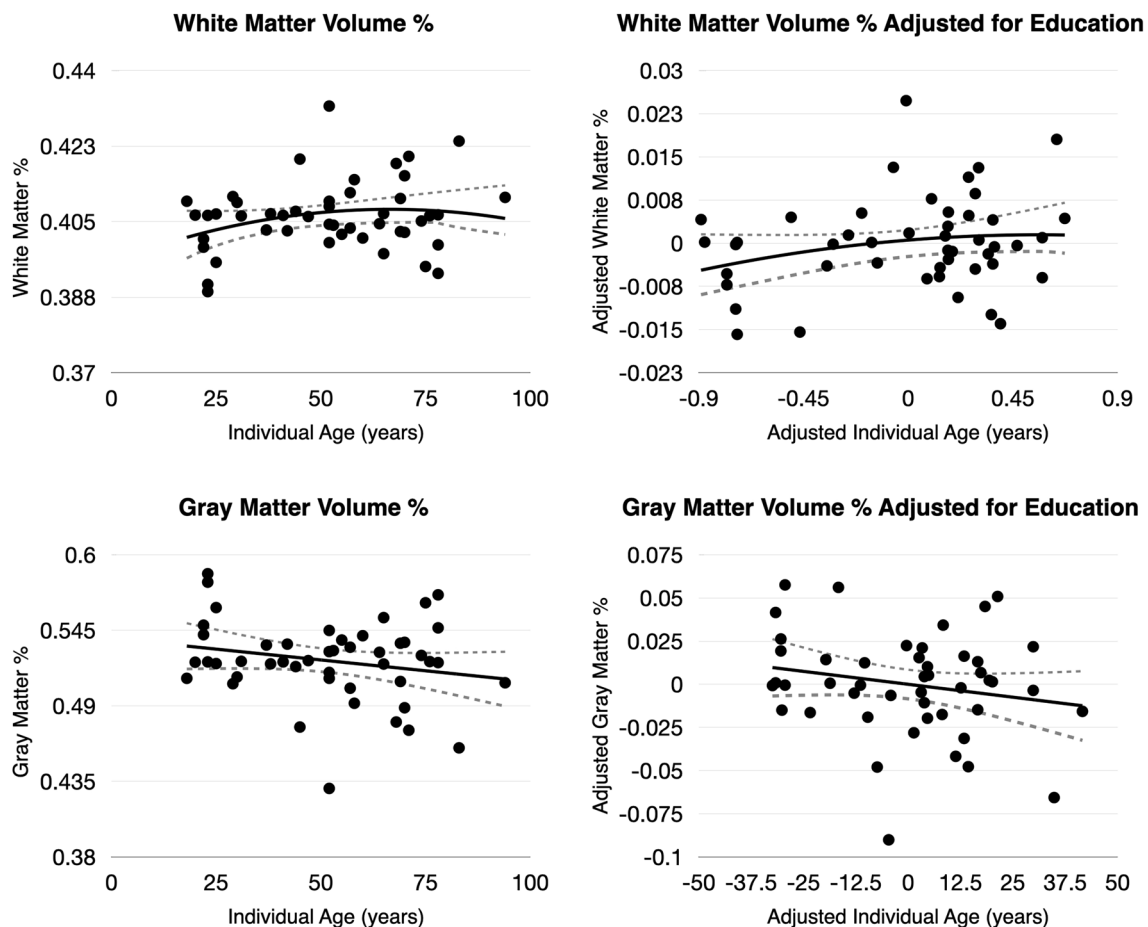 White Matter Volume %
White Matter Volume % Adjusted for Education
0.44
0.423
0.405
0.388
0.37
White Matter %
0 25 50 75 100
Individual Age (years)
0.03
0.023
0.015
0.008
0
-0.008
-0.015
-0.023
Adjusted White Matter %
-0.9 -0.45 0 0.45 0.9
Adjusted Individual Age (years)
Gray Matter Volume %
Gray Matter Volume % Adjusted for Education
0.6
0.545
0.49
0.435
0.38
Gray Matter %
0 25 50 75 100
Individual Age (years)
0.075
0.05
0.025
0
-0.025
-0.05
-0.075
-0.1
Adjusted Gray Matter %
-50 -37.5 -25 -12.5 0 12.5 25 37.5 50
Adjusted Individual Age (years)